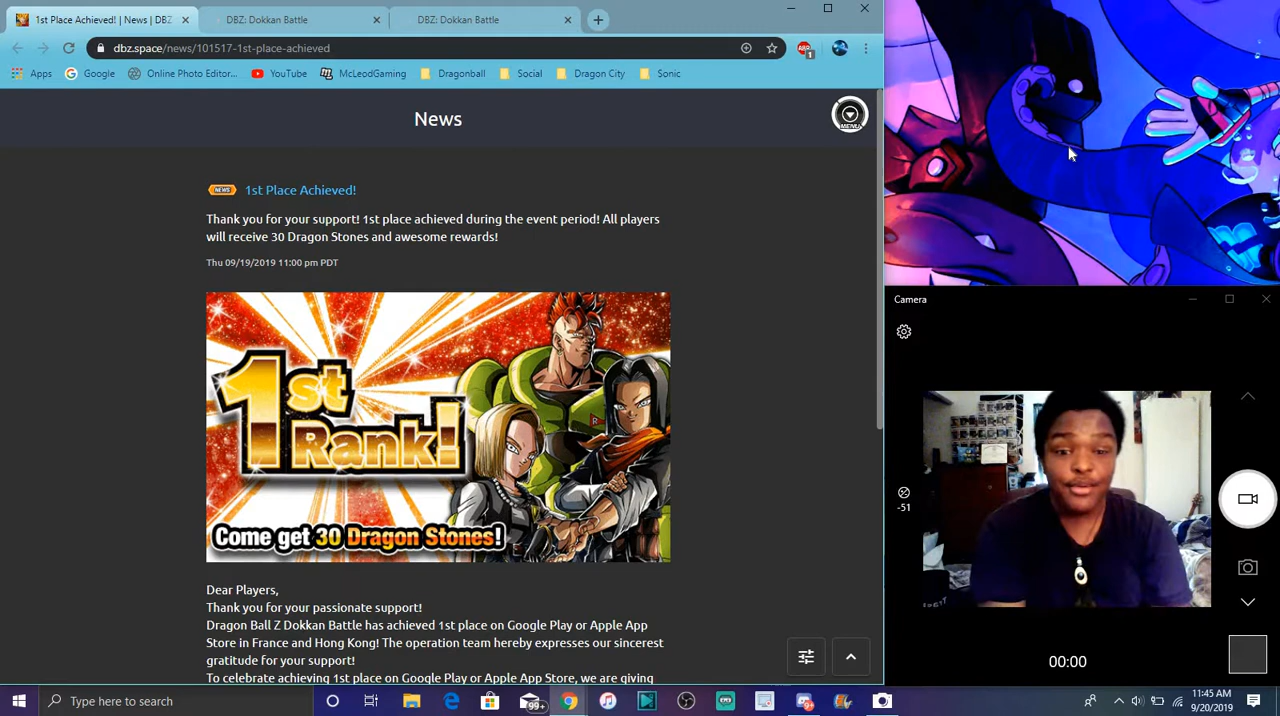 1st Place Achieved! | News | DBZ
DBZ: Dokkan Battle
DBZ: Dokkan Battle
dbz.space/news/101517-1st-place-achieved
ABP
1
Apps
Google
Online Photo Editor...
YouTube
McLeodGaming
Dragonball
Social
Dragon City
Sonic
News
MENU
NEWS
1st Place Achieved!
Thank you for your support! 1st place achieved during the event period! All players
will receive 30 Dragon Stones and awesome rewards!
Thu 09/19/2019 11:00 pm PDT
1st
Rank!
Come get 30 Dragon Stones!
Dear Players,
Thank you for your passionate support!
Dragon Ball Z Dokkan Battle has achieved 1st place on Google Play or Apple App
Store in France and Hong Kong! The operation team hereby expresses our sincerest
gratitude for your support!
To celebrate achieving 1st place on Google Play or Apple App Store, we are giving
Camera
-51
00:00
Type here to search
99+
11:45 AM
9/20/2019